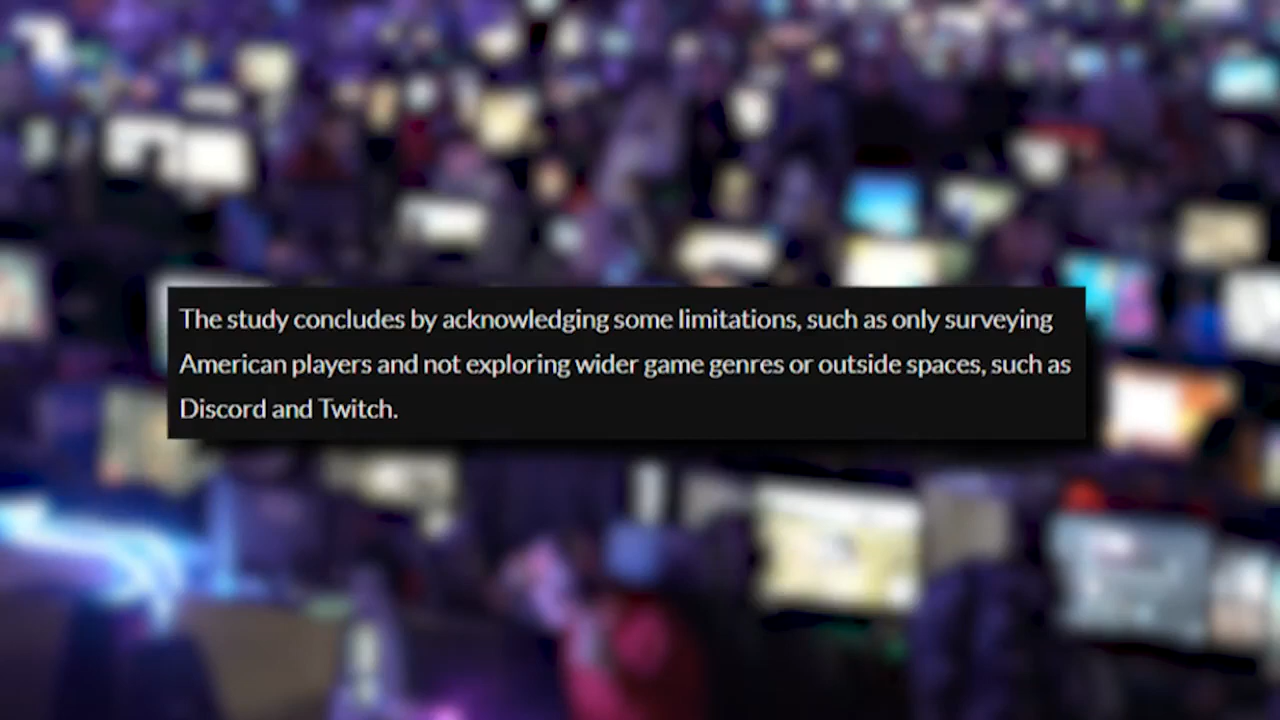 The study concludes by acknowledging some limitations, such as only surveying
American players and not exploring wider game genres or outside spaces, such as
Discord and Twitch.